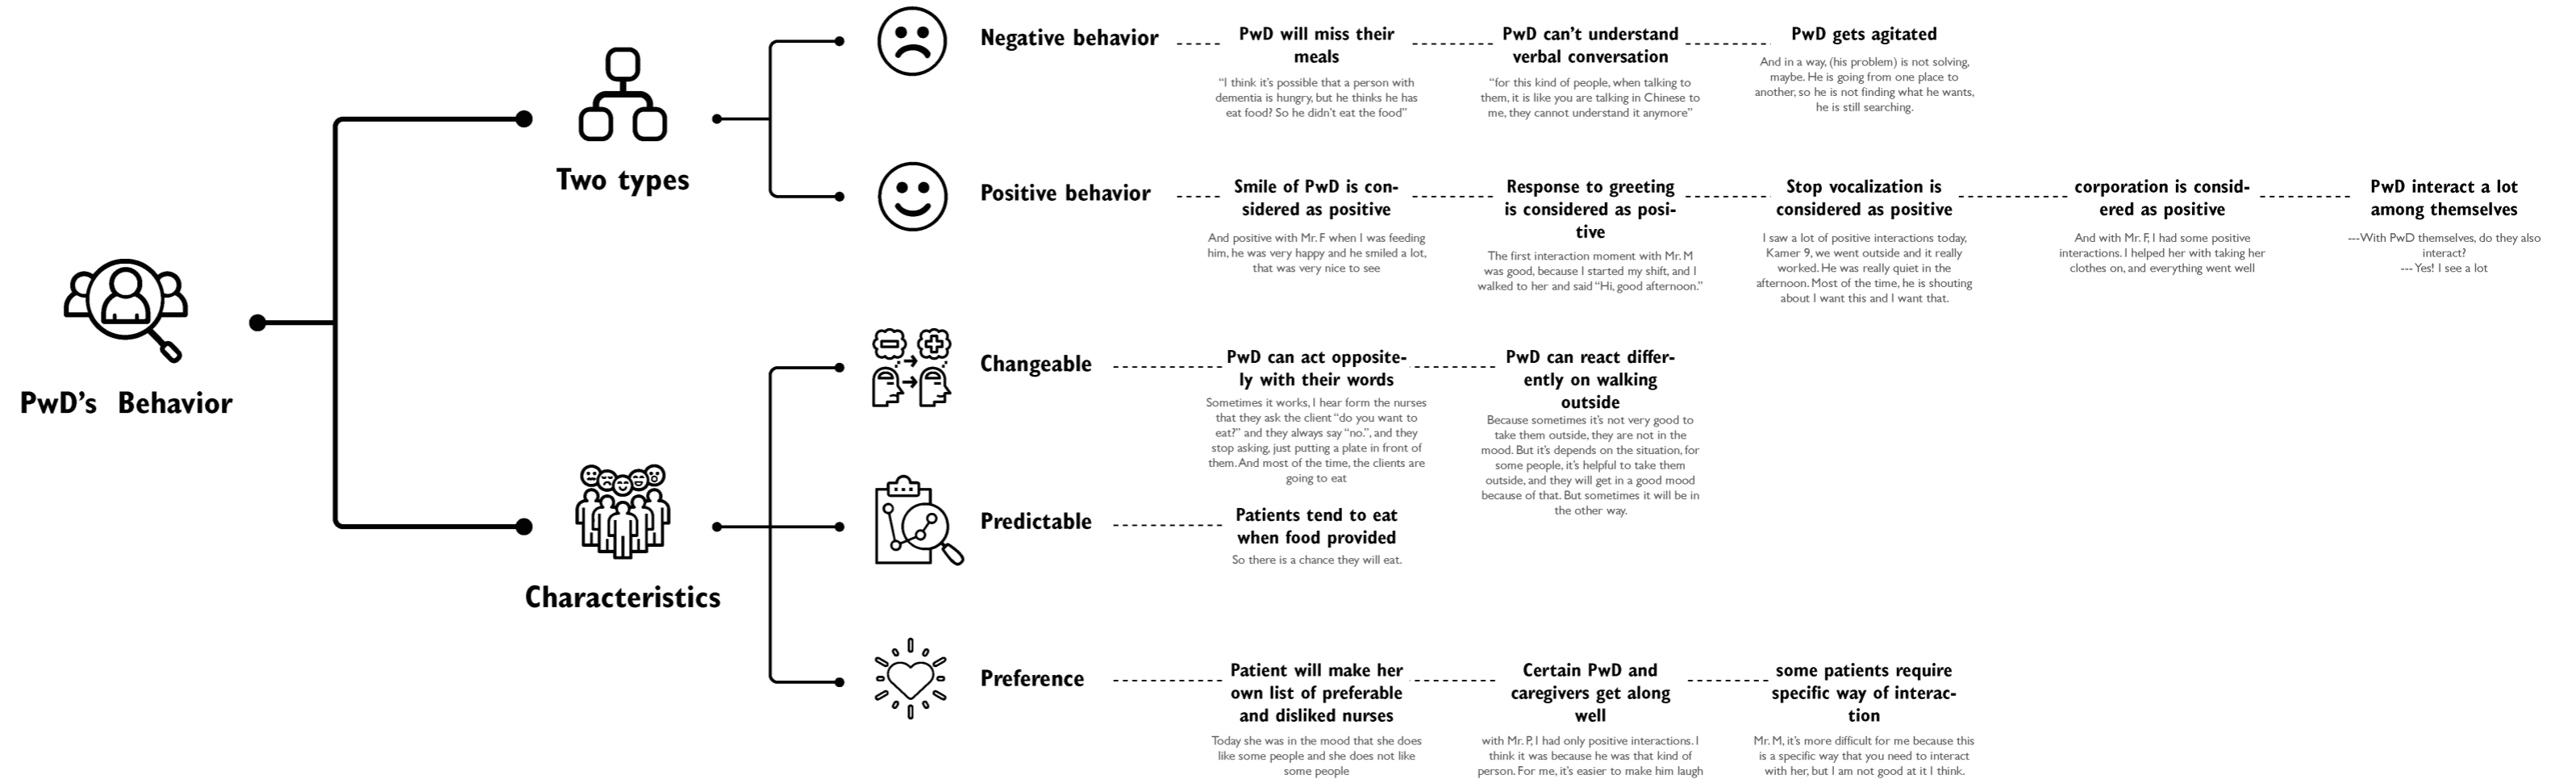 PwD's Behavior
Two types
Negative behavior
PwD will miss their
meals
“I think it's possible that a person with
dementia is hungry, but he thinks he has
eat food? So he didn't eat the food”
PwD can't understand
verbal conversation
“for this kind of people, when talking to
them, it is like you are talking in Chinese to
me, they cannot understand it anymore”
PwD gets agitated
And in a way, (his problem) is not solving,
maybe. He is going from one place to
another, so he is not finding what he wants,
he is still searching.
Positive behavior
Smile of PwD is con-
sidered as positive
And positive with Mr. F when I was feeding
him, he was very happy and he smiled a lot,
that was very nice to see
Response to greeting
is considered as posi-
tive
The first interaction moment with Mr. M
was good, because I started my shift, and I
walked to her and said “Hi, good afternoon.”
Stop vocalization is
considered as positive
I saw a lot of positive interactions today,
Kamer 9, we went outside and it really
worked. He was really quiet in the
afternoon. Most of the time, he is shouting
about I want this and I want that.
corporation is consid-
ered as positive
And with Mr. F, I had some positive
interactions. I helped her with taking her
clothes on, and everything went well
PwD interact a lot
among themselves
---With PwD themselves, do they also
interact?
--- Yes! I see a lot
Characteristics
Changeable
PwD can act opposite-
ly with their words
Sometimes it works, I hear form the nurses
that they ask the client “do you want to
eat?” and they always say “no.”, and they
stop asking, just putting a plate in front of
them. And most of the time, the clients are
going to eat
PwD can react differ-
ently on walking
outside
Because sometimes it's not very good to
take them outside, they are not in the
mood. But it's depends on the situation, for
some people, it's helpful to take them
outside, and they will get in a good mood
because of that. But sometimes it will be in
the other way.
Predictable
Patients tend to eat
when food provided
So there is a chance they will eat.
Preference
Patient will make her
own list of preferable
and disliked nurses
Today she was in the mood that she does
like some people and she does not like
some people
Certain PwD and
caregivers get along
well
with Mr. P, I had only positive interactions. I
think it was because he was that kind of
person. For me, it's easier to make him laugh
some patients require
specific way of interac-
tion
Mr. M, it's more difficult for me because this
is a specific way that you need to interact
with her, but I am not good at it I think.